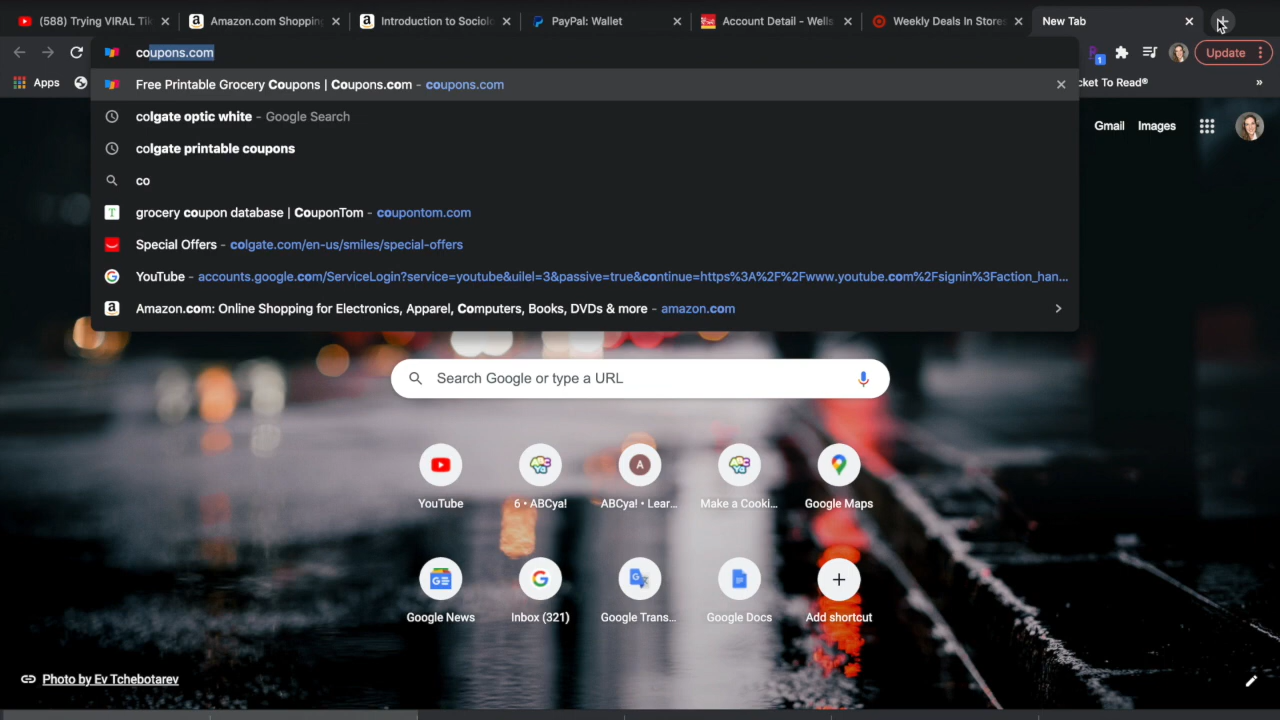 (588) Trying VIRAL Tik
Amazon.com Shopping
Introduction to Sociolo
PayPal: Wallet
Account Detail - Wells
Weekly Deals In Stores
New Tab
coupons.com
1
Update
Apps
cket To Read®
»
Free Printable Grocery Coupons | Coupons.com - coupons.com
colgate optic white - Google Search
colgate printable coupons
co
grocery coupon database | CouponTom - coupontom.com
Special Offers - colgate.com/en-us/smiles/special-offers
YouTube - accounts.google.com/ServiceLogin?service=youtube&uilel=3&passive=true&continue=https%3A%2F%2Fwww.youtube.com%2Fsignin%3Faction_han...
Amazon.com: Online Shopping for Electronics, Apparel, Computers, Books, DVDs & more - amazon.com
Gmail Images
Search Google or type a URL
YouTube
6 • ABCya!
A
ABCya! • Lear...
Make a Cooki...
Google Maps
Google News
Inbox (321)
Google Trans...
Google Docs
Add shortcut
Photo by Ev Tchebotarev